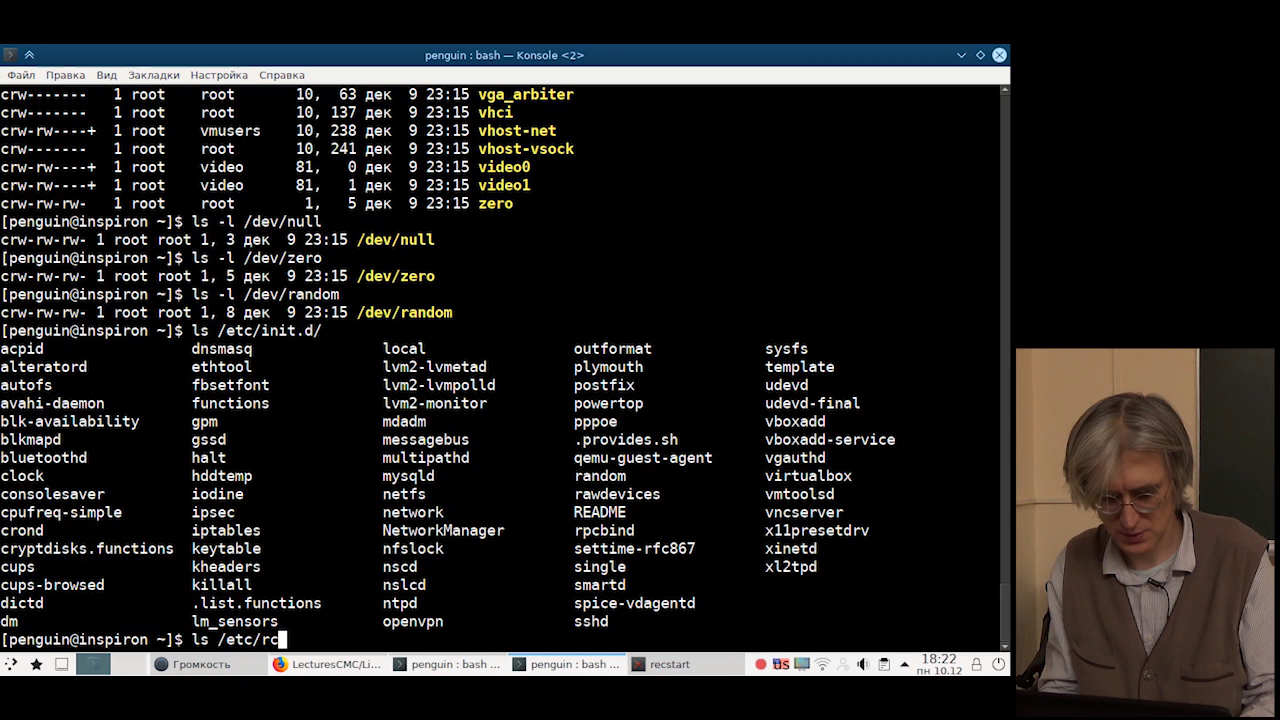 penguin : bash — Konsole <2>
Файл Правка Вид Закладки Настройка Справка
crw------- 1 root root 10, 63 дек 9 23:15 vga_arbiter
crw------- 1 root root 10, 137 дек 9 23:15 vhci
crw-rw----+ 1 root vmusers 10, 238 дек 9 23:15 vhost-net
crw------- 1 root root 10, 241 дек 9 23:15 vhost-vsock
crw-rw----+ 1 root video 81, 0 дек 9 23:15 video0
crw-rw----+ 1 root video 81, 1 дек 9 23:15 video1
crw-rw-rw- 1 root root 1, 5 дек 9 23:15 zero
[penguin@inspiron ~]$ ls -l /dev/null
crw-rw-rw- 1 root root 1, 3 дек 9 23:15 /dev/null
[penguin@inspiron ~]$ ls -l /dev/zero
crw-rw-rw- 1 root root 1, 5 дек 9 23:15 /dev/zero
[penguin@inspiron ~]$ ls -l /dev/random
crw-rw-rw- 1 root root 1, 8 дек 9 23:15 /dev/random
[penguin@inspiron ~]$ ls /etc/init.d/
acpid dnsmasq local outformat sysfs
alteratord ethtool lvm2-lvmetad plymouth template
autofs fbsetfont lvm2-lvmpolld postfix udevd
avahi-daemon functions lvm2-monitor powertop udevd-final
blk-availability gpm mdadm pppoe vboxadd
blkmapd gssd messagebus .provides.sh vboxadd-service
bluetoothd halt multipathd qemu-guest-agent vgauthd
clock hddtemp mysqld random virtualbox
consolesaver iodine netfs rawdevices vmtoolsd
cpufreq-simple ipsec network README vncserver
crond iptables NetworkManager rpcbind x11presetdrv
cryptdisks.functions keytable nfslock settime-rfc867 xinetd
cups kheaders nscd single xl2tpd
cups-browsed killall nslcd smartd
dictd .list.functions ntpd spice-vdagentd
dm lm_sensors openvpn sshd
[penguin@inspiron ~]$ ls /etc/rc
Громкость LecturesCMC/Li... penguin : bash ... penguin : bash ... rcstart US 18:22
пн 10.12